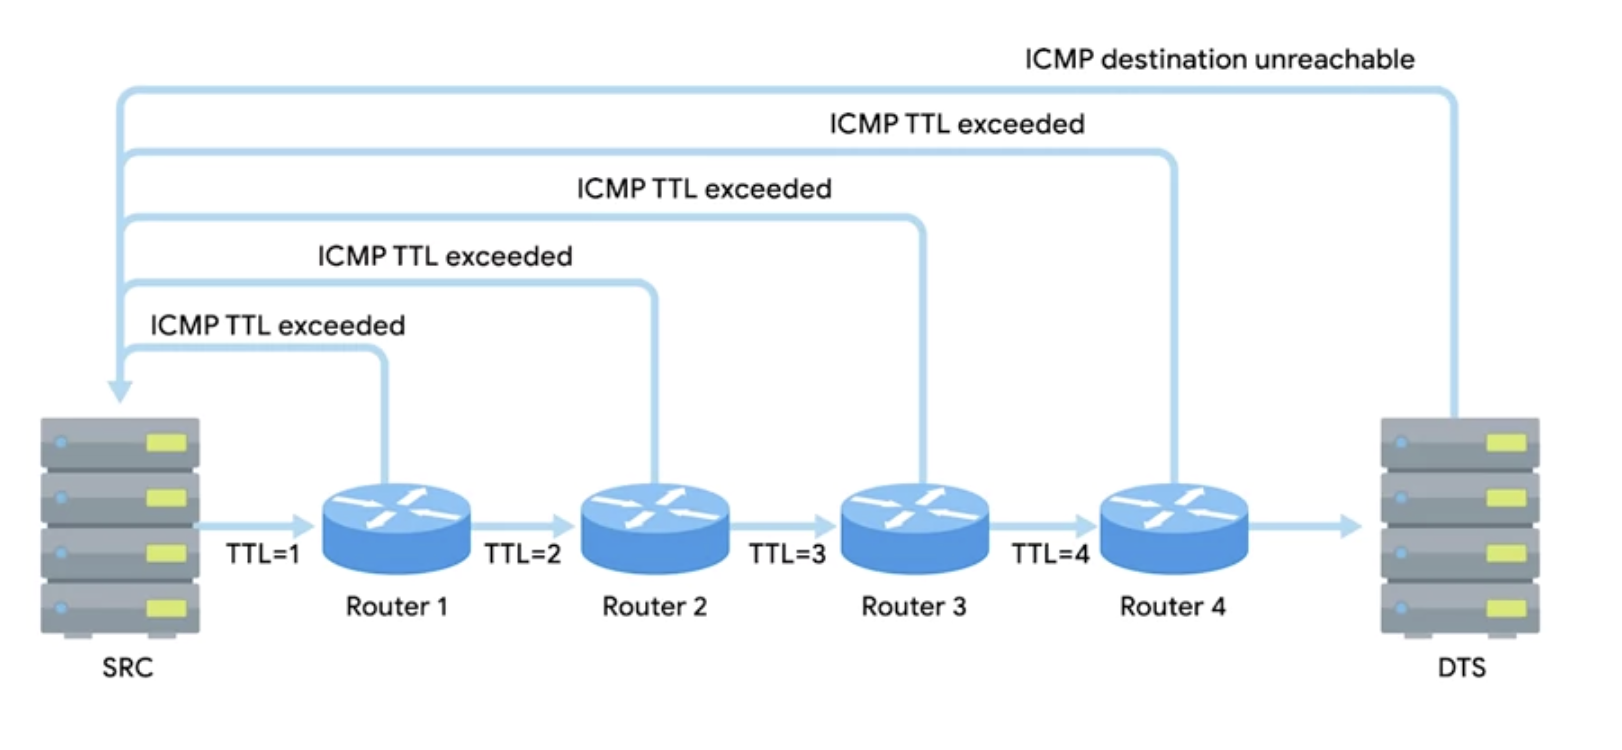 ICMP destination unreachable
ICMP TTL exceeded
ICMP TTL exceeded
ICMP TTL exceeded
ICMP TTL exceeded
TTL=1
TTL=2
TTL=3
TTL=4
Router 1
Router 2
Router 3
Router 4
SRC
DTS